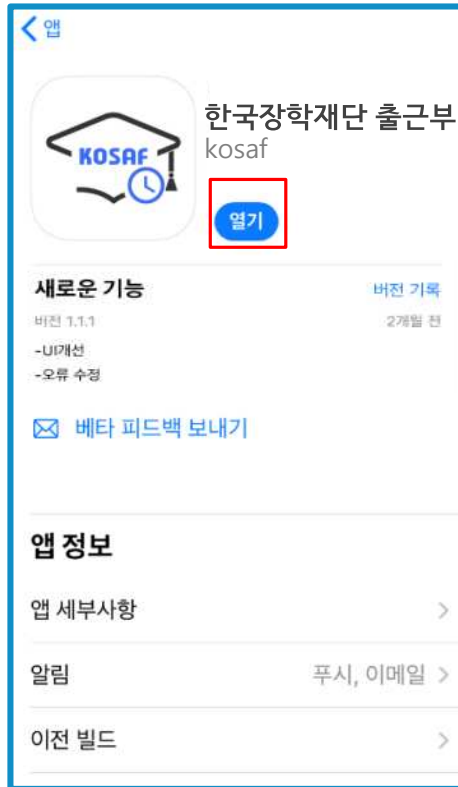 앱
KOSAF
한국장학재단 출근부
kosaf
열기
새로운 기능
버전 기록
버전 1.1.1
2개월 전
-UI개선
-오류 수정
베타 피드백 보내기
앱 정보
앱 세부사항
알림
푸시, 이메일
이전 빌드